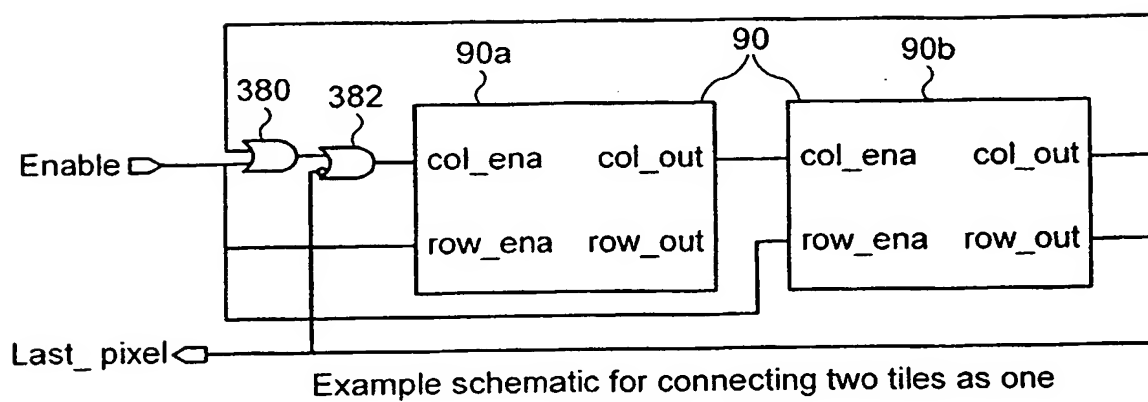 90a
90
90b
380
382
Enable
col_ena col_out
col_ena col_out
row_ena row_out
row_ena row_out
Last_ pixel
Example schematic for connecting two tiles as one